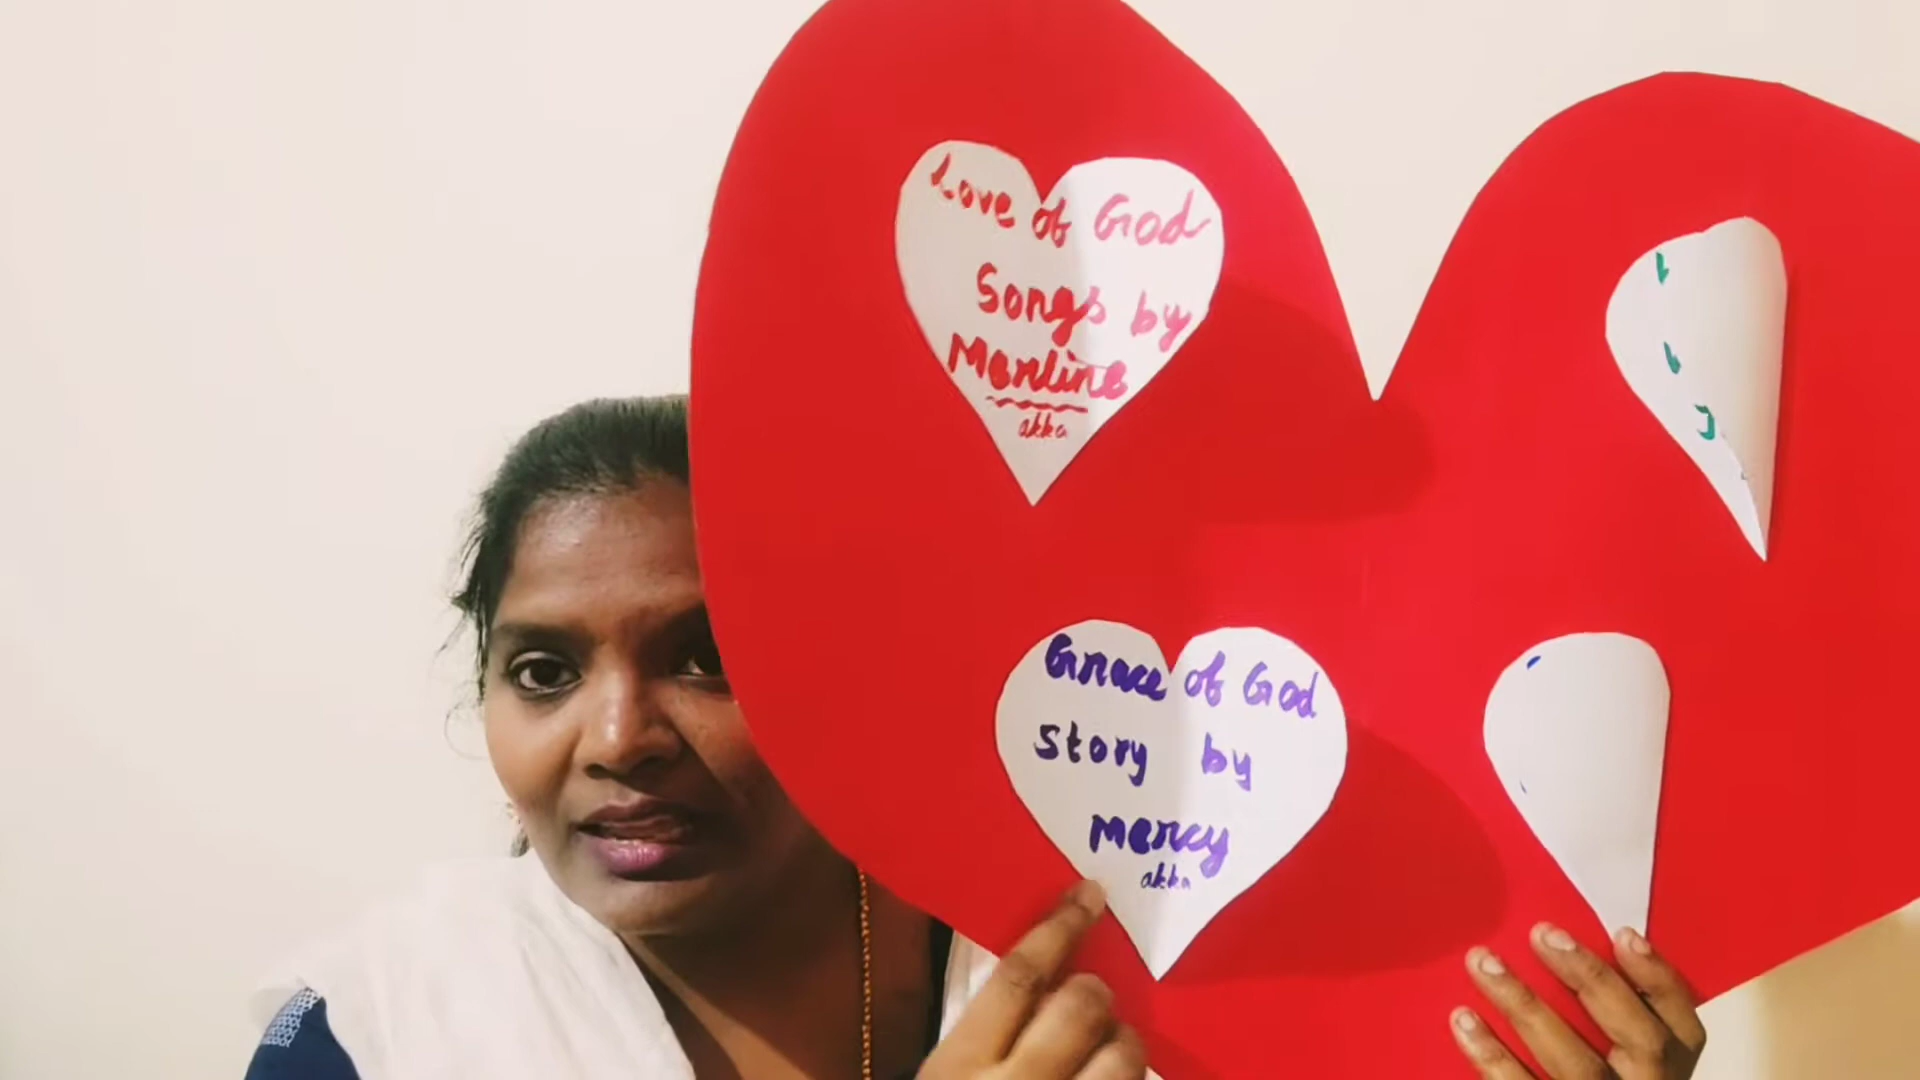 Love of God
Songs by
Merline
akka
Grace of God
story by
Mercy
akka